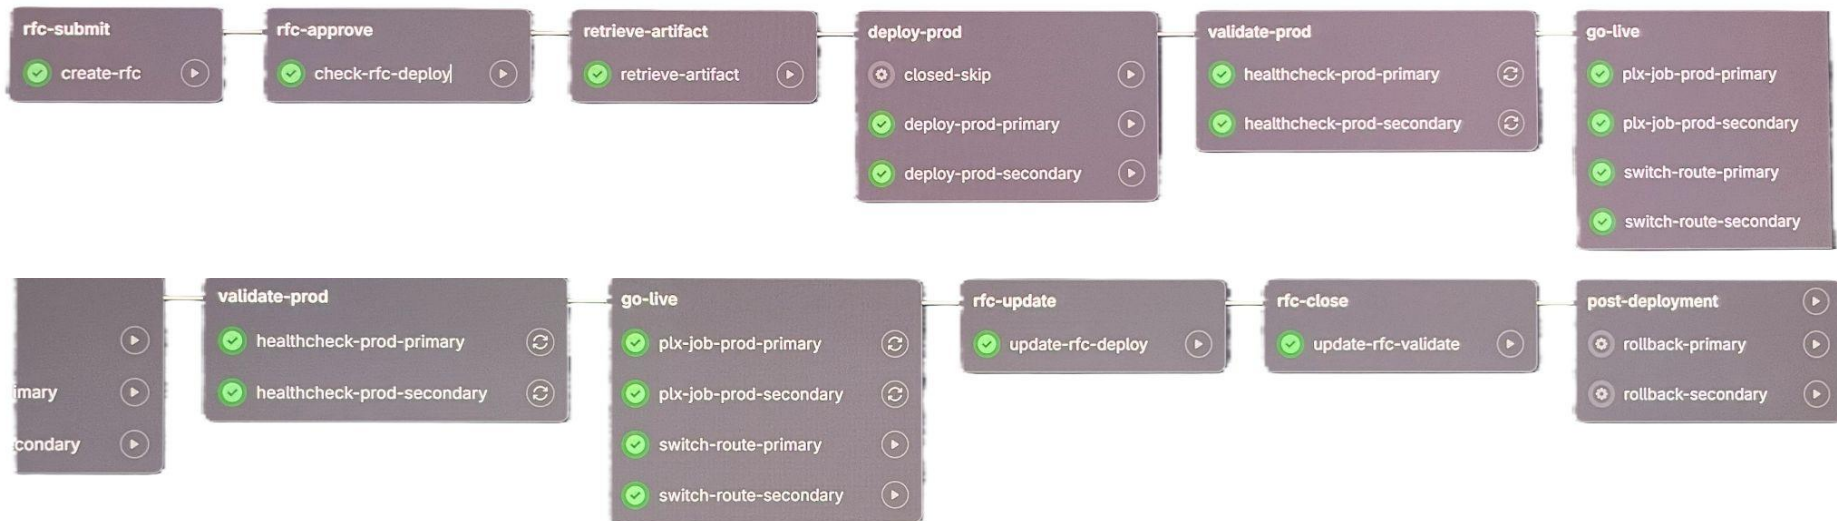 rfc-submit
create-rfc
rfc-approve
check-rfc-deploy
retrieve-artifact
retrieve-artifact
deploy-prod
closed-skip
deploy-prod-primary
deploy-prod-secondary
validate-prod
healthcheck-prod-primary
healthcheck-prod-secondary
go-live
plx-job-prod-primary
plx-job-prod-secondary
switch-route-primary
switch-route-secondary
imary
condary
validate-prod
healthcheck-prod-primary
healthcheck-prod-secondary
go-live
plx-job-prod-primary
plx-job-prod-secondary
switch-route-primary
switch-route-secondary
rfc-update
update-rfc-deploy
rfc-close
update-rfc-validate
post-deployment
rollback-primary
rollback-secondary